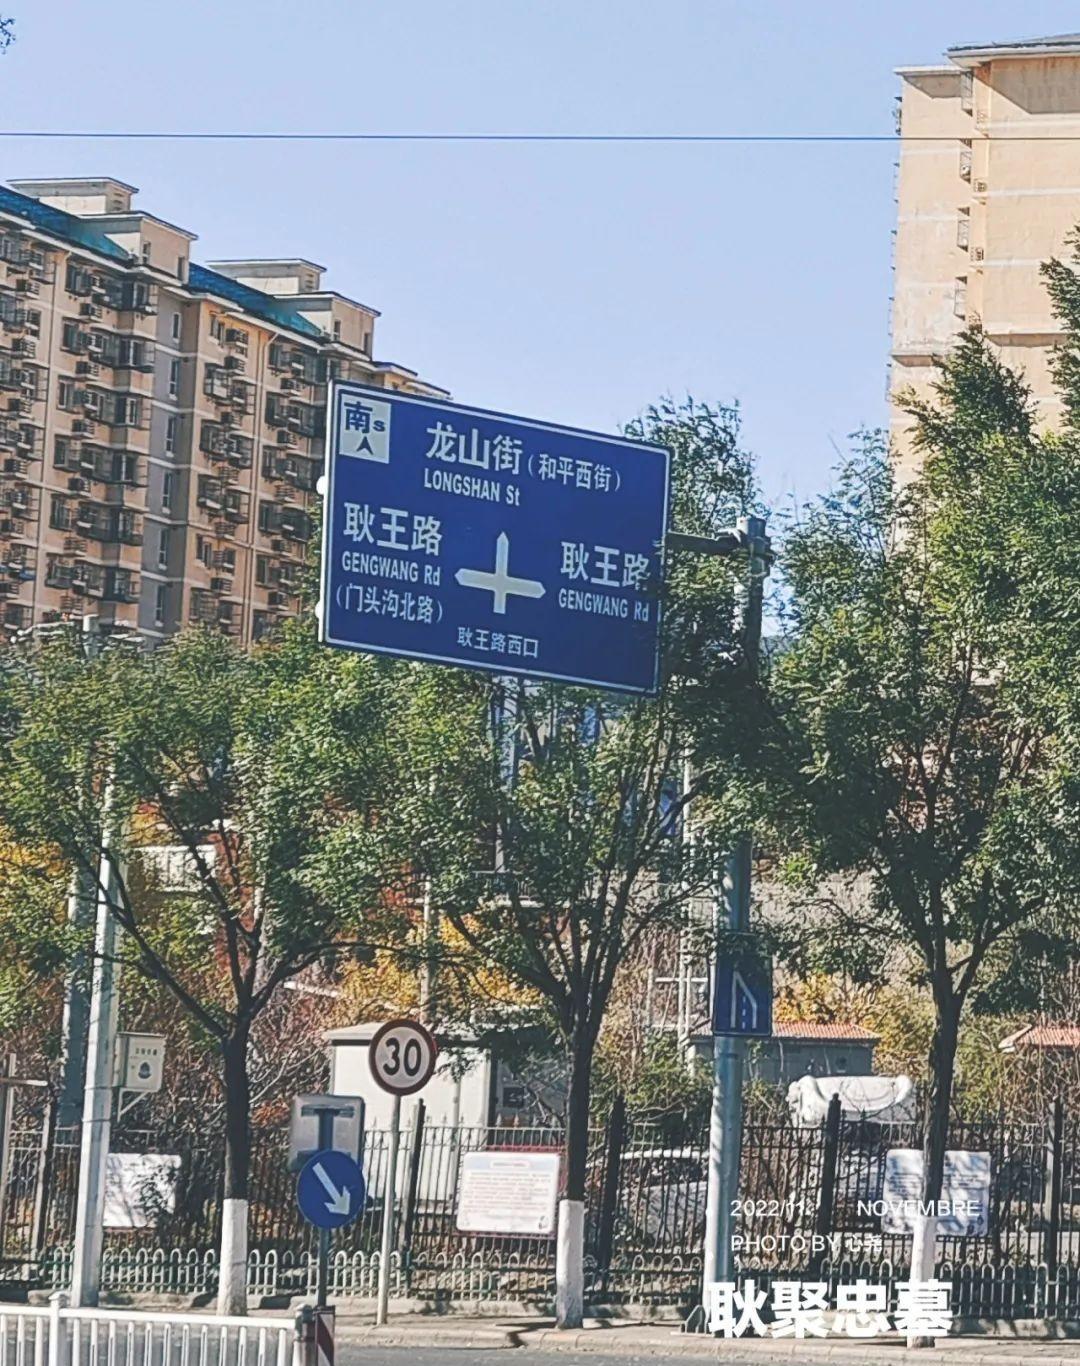 南 S
龙山街（和平西街）
LONGSHAN St
耿王路
GENGWANG Rd
（门头沟北路）
耿王路
GENGWANG Rd
耿王路西口
30
2022/11 NOVEMBRE
PHOTO BY 心尧
耿聚忠墓